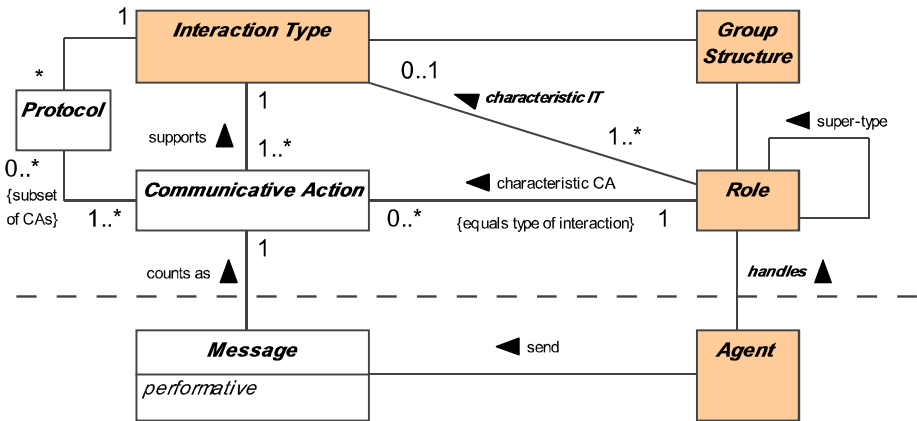 1
Interaction Type
Group
Structure
*
0..1
characteristic IT
Protocol
1
supports
1..*
1..*
super-type
0..*
{subset
of CAs}
Communicative Action
characteristic CA
Role
1..*
0..*
{equals type of interaction}
1
1
counts as
handles
Message
send
Agent
performative